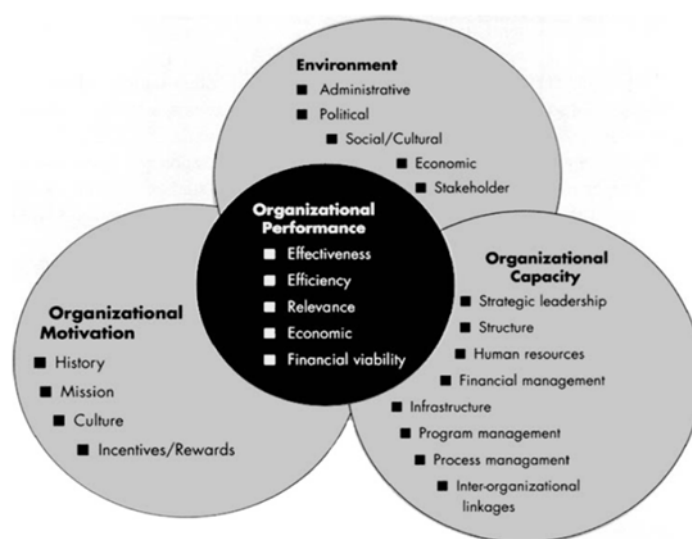 Environment
Administrative
Political
Social/Cultural
Economic
Stakeholder
Organizational
Performance
Effectiveness
Efficiency
Relevance
Economic
Financial viability
Organizational
Motivation
History
Mission
Culture
Incentives/Rewards
Organizational
Capacity
Strategic leadership
Structure
Human resources
Financial management
Infrastructure
Program management
Process managament
Inter-organizational
linkages